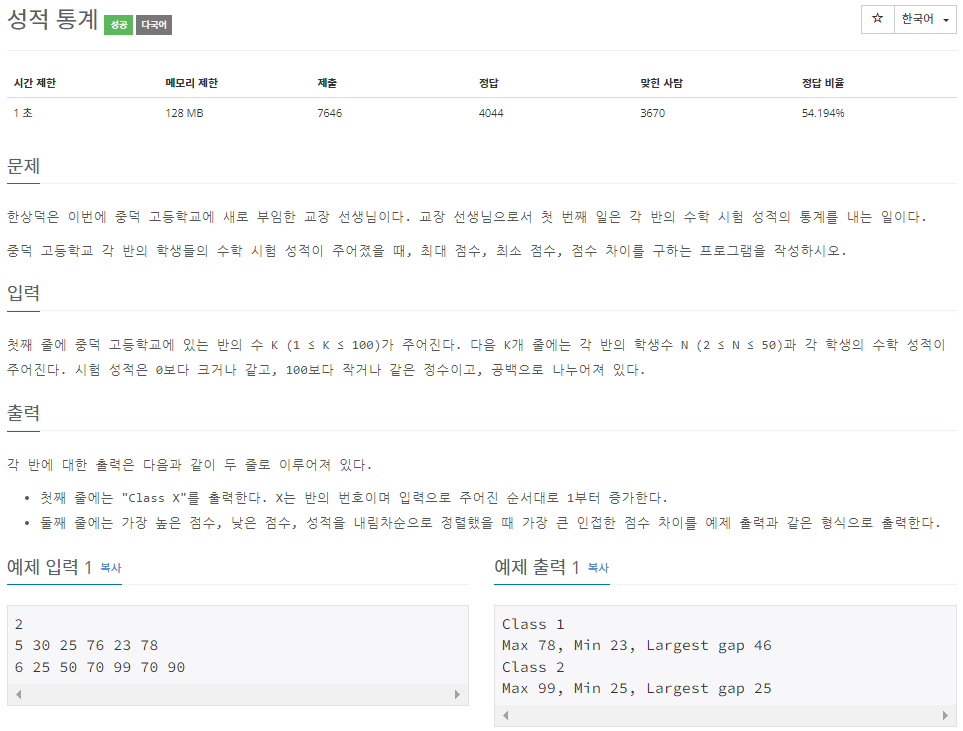 성적 통계 성공 다국어
☆ 한국어
시간 제한 메모리 제한 제출 정답 맞힌 사람 정답 비율
1 초 128 MB 7646 4044 3670 54.194%
문제
한상덕은 이번에 중덕 고등학교에 새로 부임한 교장 선생님이다. 교장 선생님으로서 첫 번째 일은 각 반의 수학 시험 성적의 통계를 내는 일이다.
중덕 고등학교 각 반의 학생들의 수학 시험 성적이 주어졌을 때, 최대 점수, 최소 점수, 점수 차이를 구하는 프로그램을 작성하시오.
입력
첫째 줄에 중덕 고등학교에 있는 반의 수 K (1 ≤ K ≤ 100)가 주어진다. 다음 K개 줄에는 각 반의 학생수 N (2 ≤ N ≤ 50)과 각 학생의 수학 성적이
주어진다. 시험 성적은 0보다 크거나 같고, 100보다 작거나 같은 정수이고, 공백으로 나누어져 있다.
출력
각 반에 대한 출력은 다음과 같이 두 줄로 이루어져 있다.
• 첫째 줄에는 "Class X"를 출력한다. X는 반의 번호이며 입력으로 주어진 순서대로 1부터 증가한다.
• 둘째 줄에는 가장 높은 점수, 낮은 점수, 성적을 내림차순으로 정렬했을 때 가장 큰 인접한 점수 차이를 예제 출력과 같은 형식으로 출력한다.
예제 입력 1 복사
2
5 30 25 76 23 78
6 25 50 70 99 70 90
예제 출력 1 복사
Class 1
Max 78, Min 23, Largest gap 46
Class 2
Max 99, Min 25, Largest gap 25